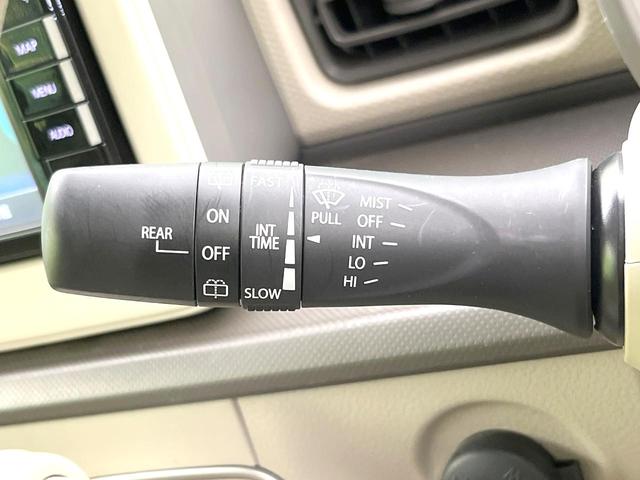 MAP
MENU
AUDIO
REAR
ON
OFF
FAST
INT
TIME
SLOW
PULL
MIST
OFF
INT
LO
HI